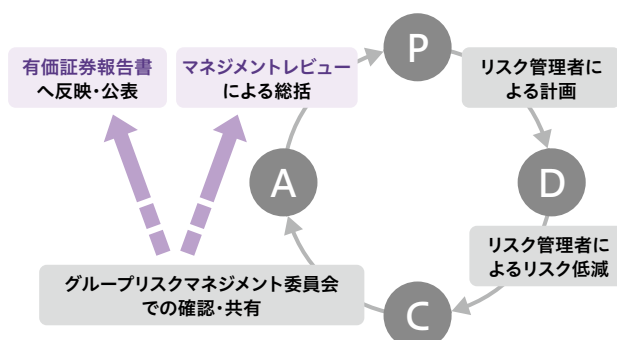 有価証券報告書
へ反映・公表
マネジメントレビュー
による総括
P
リスク管理者に
よる計画
A
D
リスク管理者に
よるリスク低減
グループリスクマネジメント委員会
での確認・共有
C